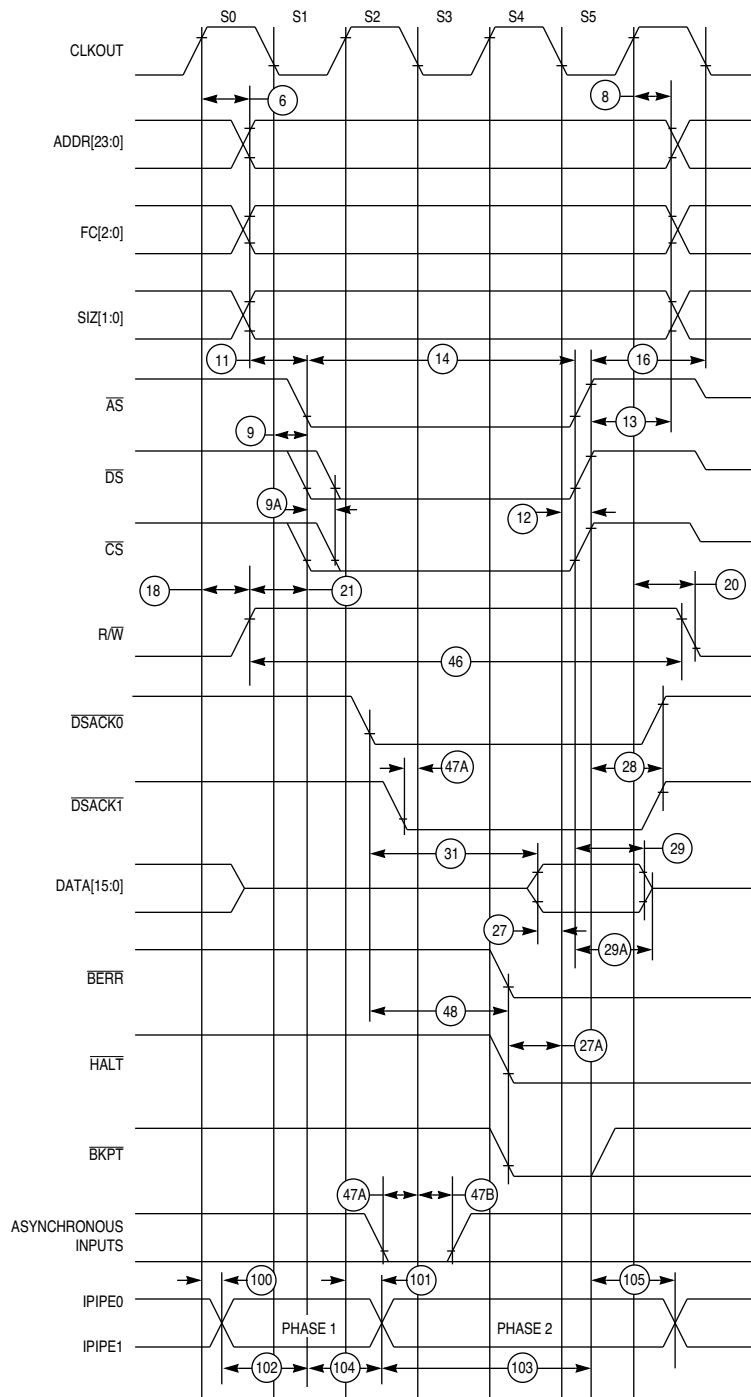 S0 S1 S2 S3 S4 S5
CLKOUT
6 8
ADDR[23:0]
FC[2:0]
SIZ[1:0]
11 14 16
AS
13
9
DS
9A 12
CS
18 21 20
R/W
46
DSACK0
47A 28
DSACK1
31 29
DATA[15:0]
27 29A
BERR
48
27A
HALT
BKPT
47A 47B
ASYNCHRONOUS
INPUTS
100 101 105
IPIPE0
PHASE 1 PHASE 2
IPIPE1
102 104 103